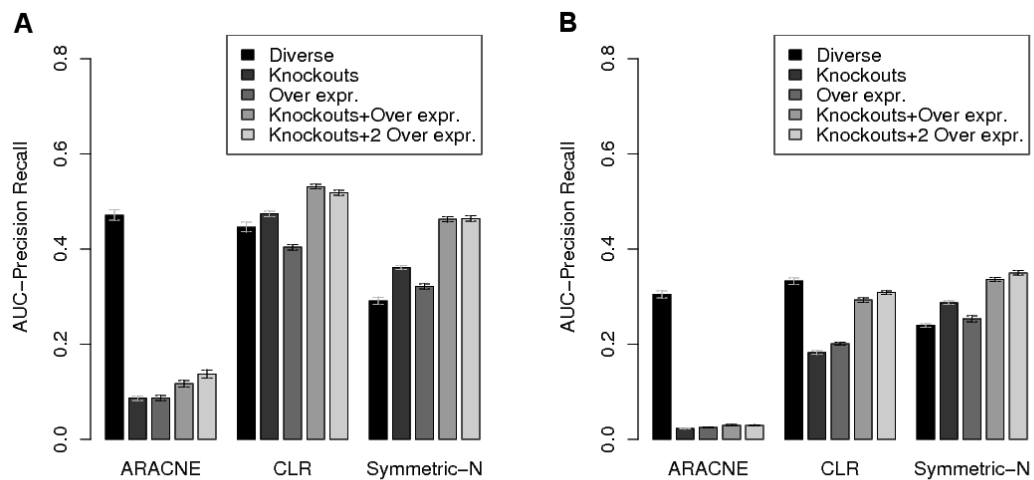 A
Diverse
Knockouts
Over expr.
Knockouts+Over expr.
Knockouts+2 Over expr.
AUC−Precision Recall
0.8
0.6
0.4
0.2
0.0
ARACNE
CLR
Symmetric−N
B
Diverse
Knockouts
Over expr.
Knockouts+Over expr.
Knockouts+2 Over expr.
AUC−Precision Recall
0.8
0.6
0.4
0.2
0.0
ARACNE
CLR
Symmetric−N